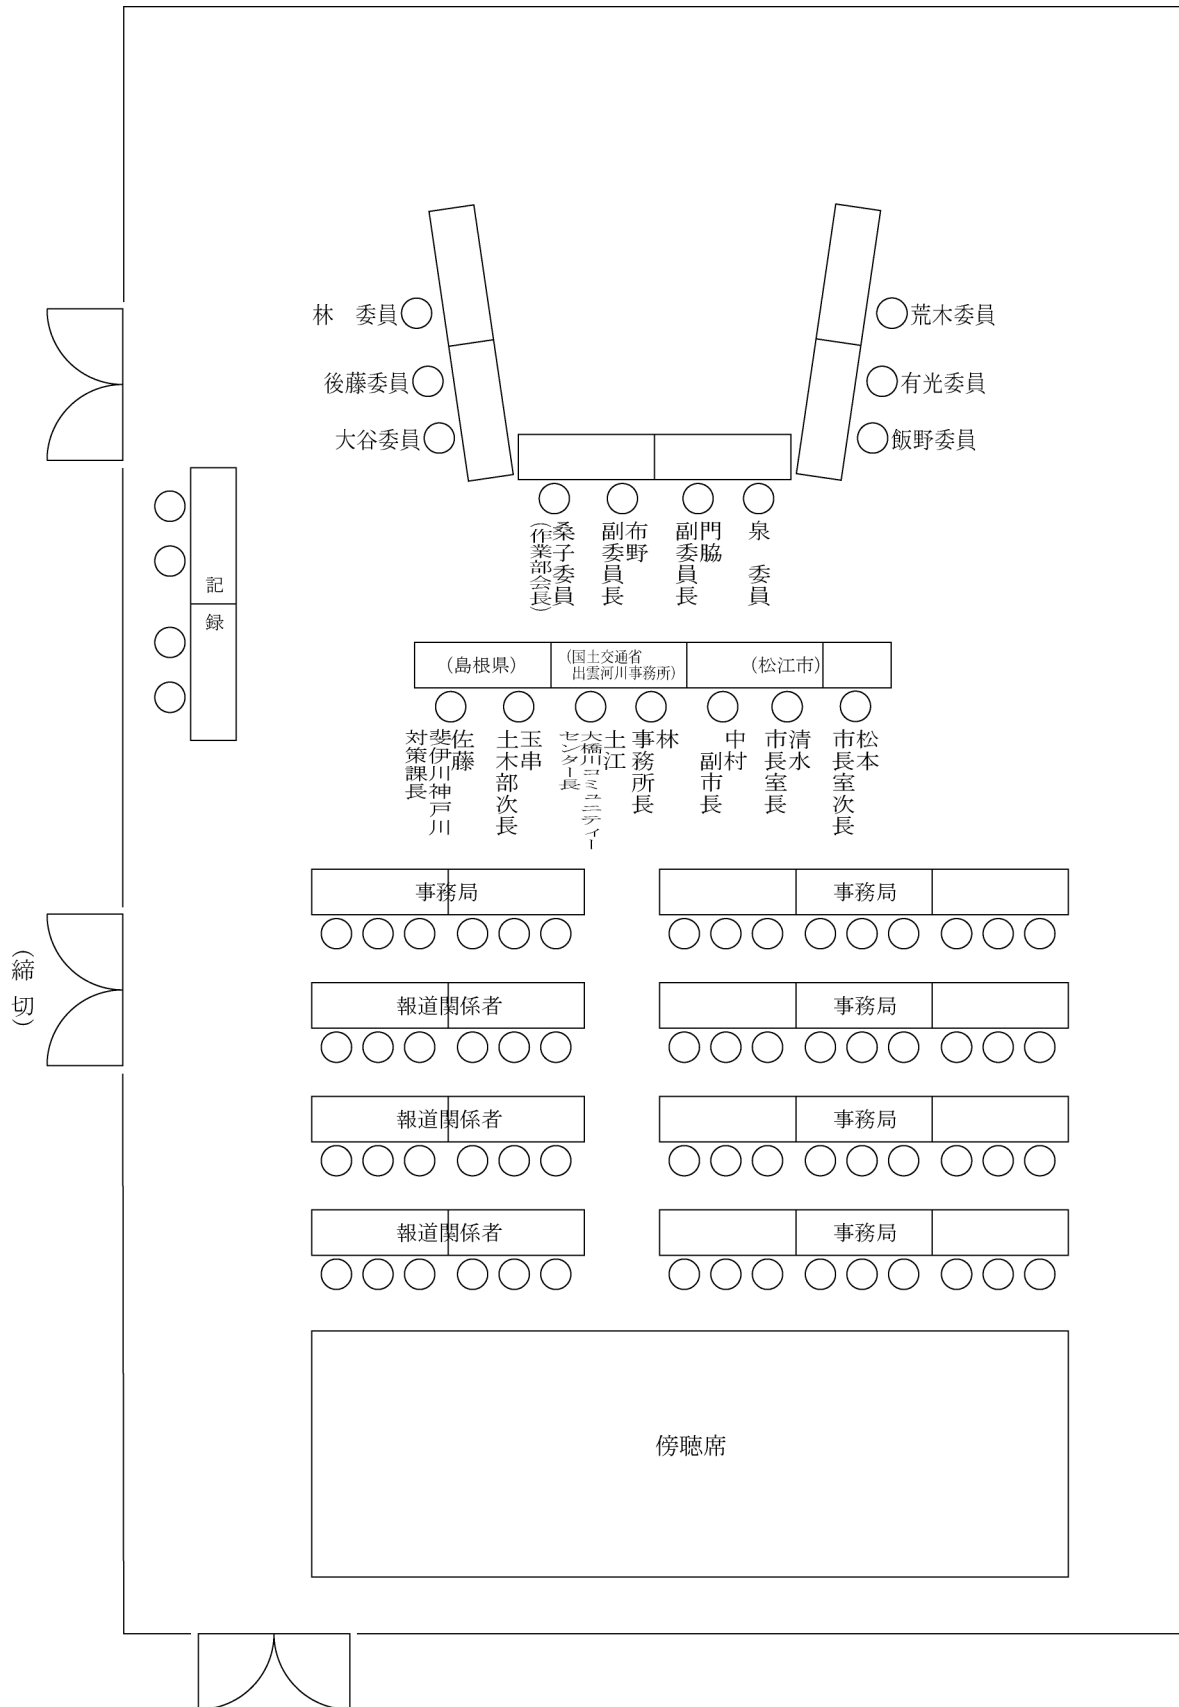 林　委員
荒木委員
後藤委員
有光委員
大谷委員
飯野委員
桑子委員
(作業部会長)
布野
副委員長
門脇
副委員長
泉　委員
記
録
(島根県)
(国土交通省
出雲河川事務所)
(松江市)
佐藤
斐伊川神戸川
対策課長
玉串
土木部次長
土江
大橋川コミュニティー
センター長
林
事務所長
中村
副市長
清水
市長室長
松本
市長室次長
事務局
事務局
(締切)
報道関係者
事務局
報道関係者
事務局
報道関係者
事務局
傍聴席